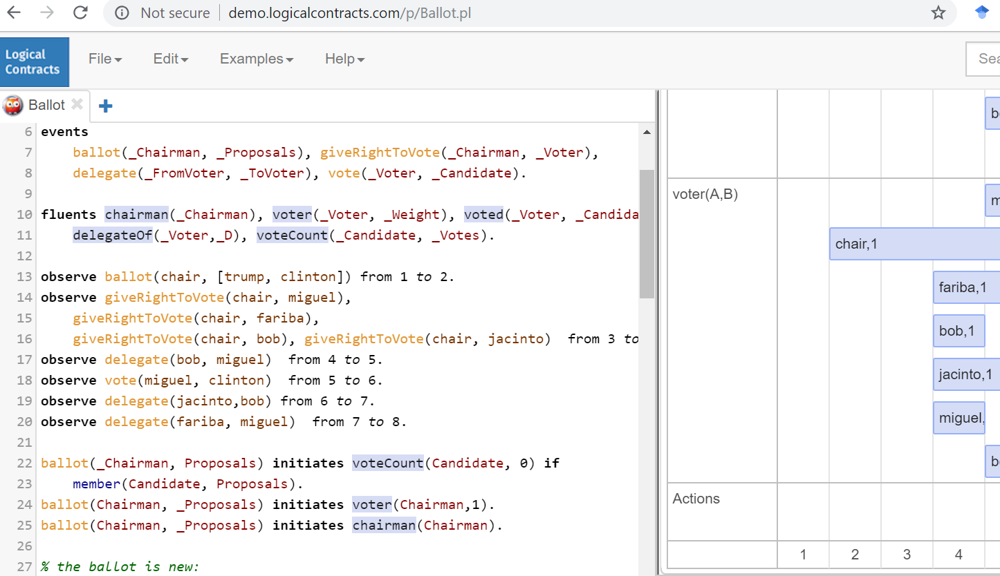 Not secure demo.logicalcontracts.com/p/Ballot.pl
Logical
Contracts
File Edit Examples Help
Sea
Ballot
6 events
7 ballot(_Chairman, _Proposals), giveRightToVote(_Chairman, _Voter),
8 delegate(_FromVoter, _ToVoter), vote(_Voter, _Candidate).
9
10 fluents chairman(_Chairman), voter(_Voter, _Weight), voted(_Voter, _Candida
11 delegateOf(_Voter,_D), voteCount(_Candidate, _Votes).
12
13 observe ballot(chair, [trump, clinton]) from 1 to 2.
14 observe giveRightToVote(chair, miguel),
15 giveRightToVote(chair, fariba),
16 giveRightToVote(chair, bob), giveRightToVote(chair, jacinto) from 3 to
17 observe delegate(bob, miguel) from 4 to 5.
18 observe vote(miguel, clinton) from 5 to 6.
19 observe delegate(jacinto,bob) from 6 to 7.
20 observe delegate(fariba, miguel) from 7 to 8.
21
22 ballot(_Chairman, Proposals) initiates voteCount(Candidate, 0) if
23 member(Candidate, Proposals).
24 ballot(Chairman, _Proposals) initiates voter(Chairman,1).
25 ballot(Chairman, _Proposals) initiates chairman(Chairman).
26
27 % the ballot is new:
voter(A,B)
chair,1
fariba,1
bob,1
jacinto,1
miguel,
Actions
1 2 3 4